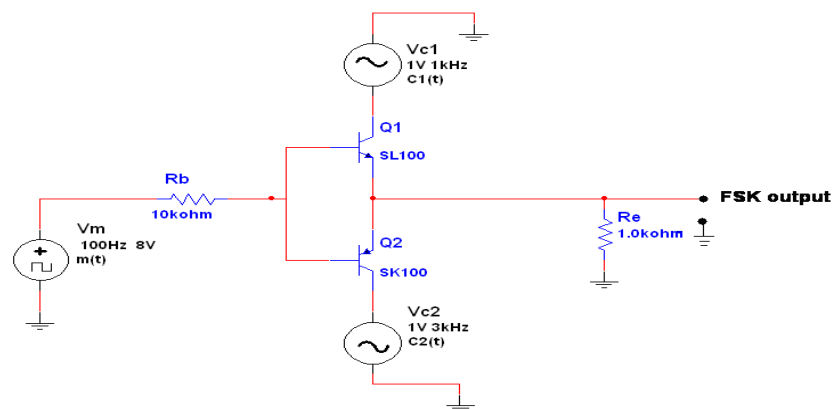 Vc1
1V 1kHz
C1(t)
Q1
SL100
Rb
10kohm
FSK output
Vm
100Hz 8V
m(t)
Re
1.0kohm
Q2
SK100
Vc2
1V 3kHz
C2(t)